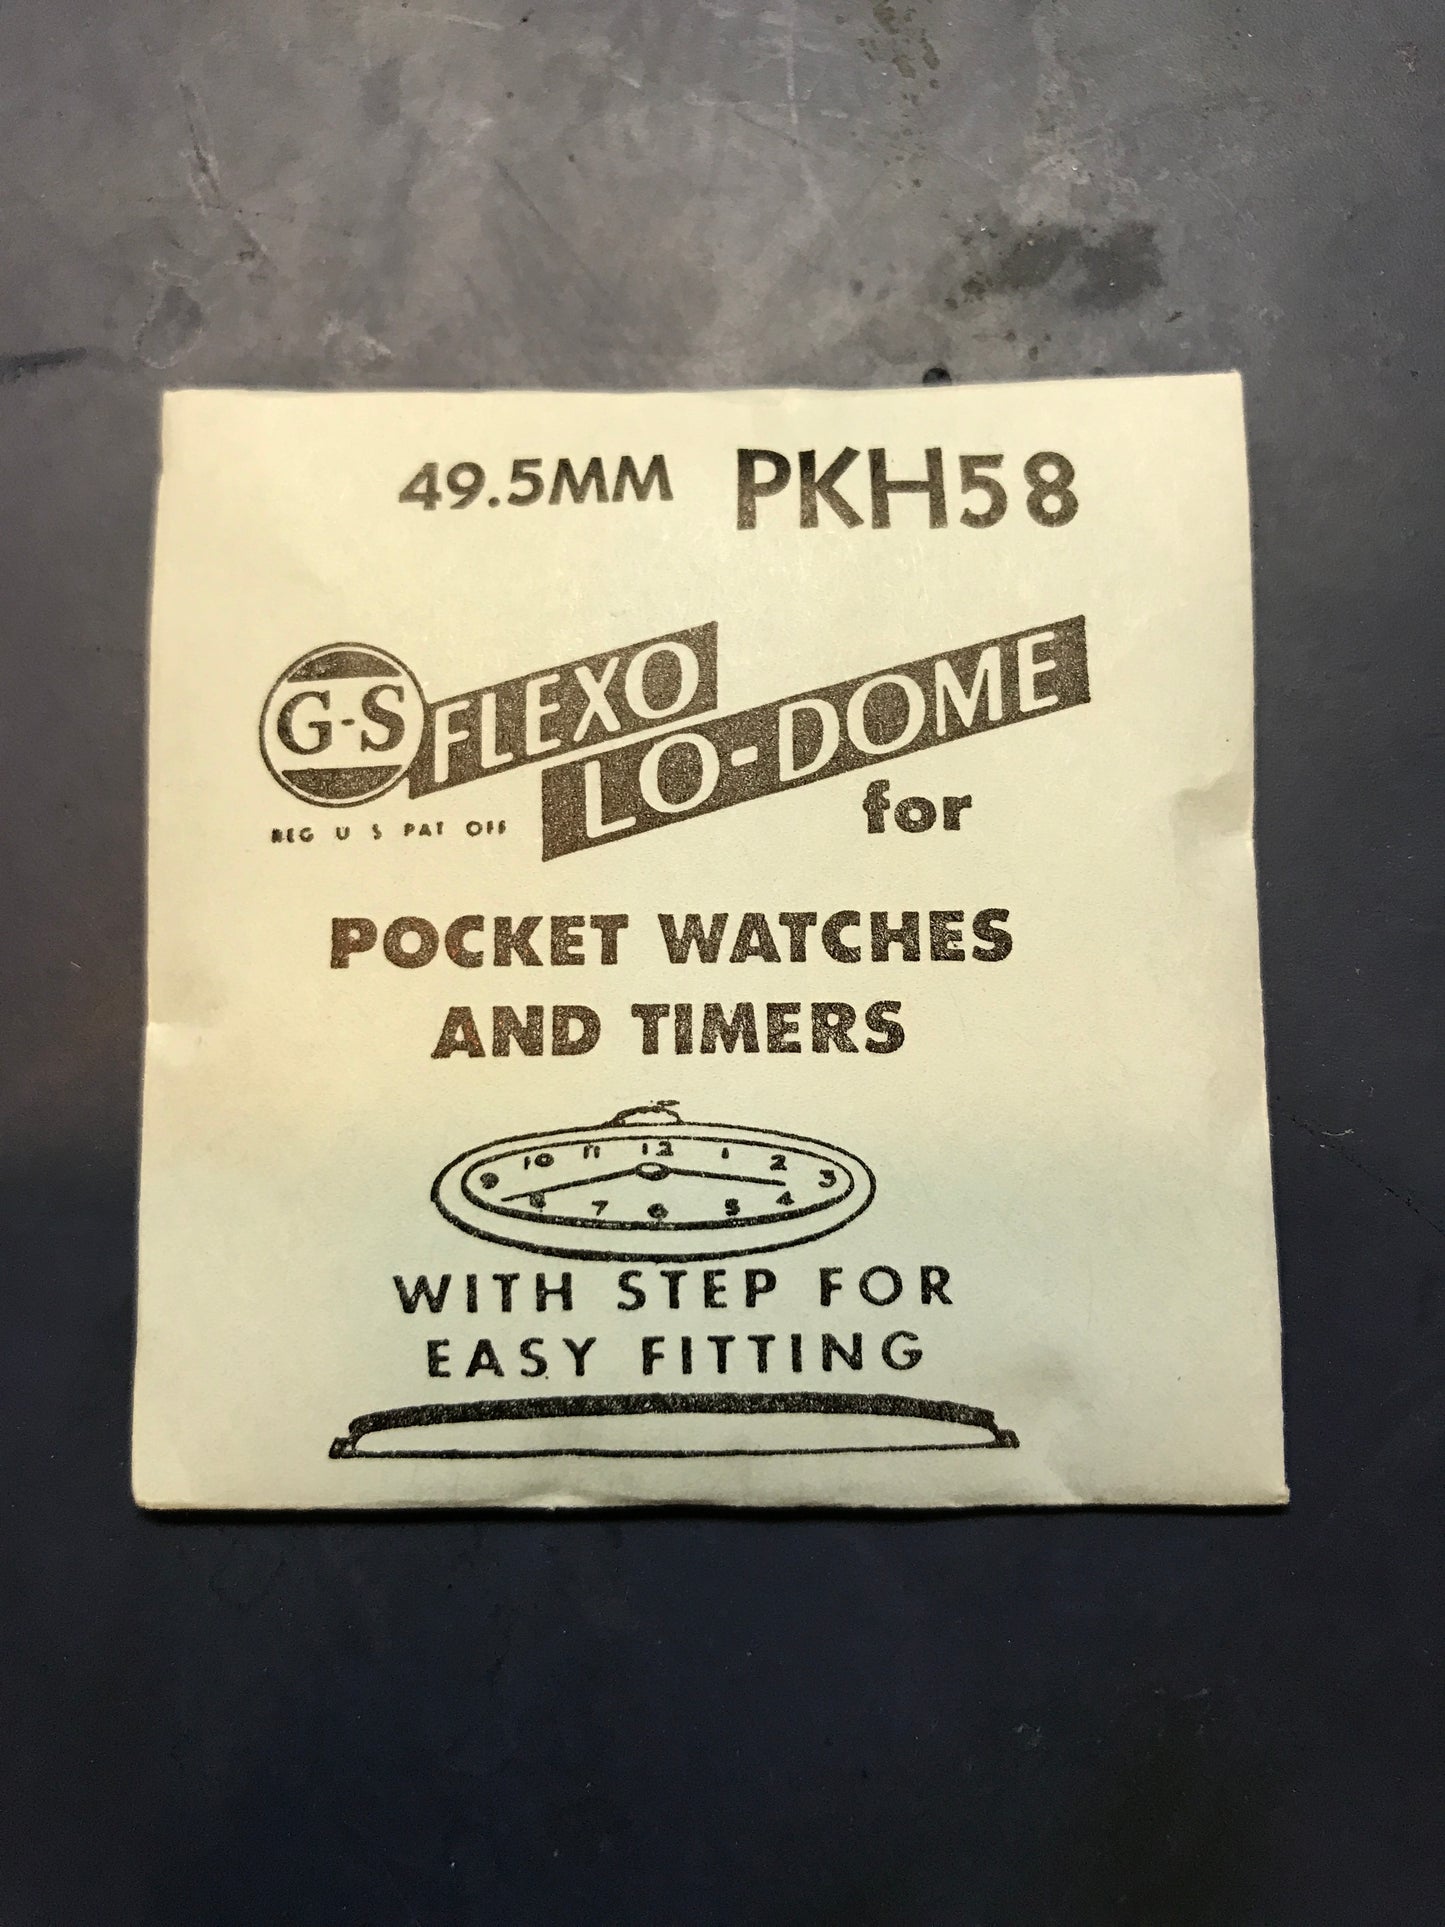 49.5MM PKH58
G-S FLEXO
LO-DOME
REG U S PAT OFF
for
POCKET WATCHES
AND TIMERS
10 11 12 1 2
9 3
8 7 6 5 4
WITH STEP FOR
EASY FITTING